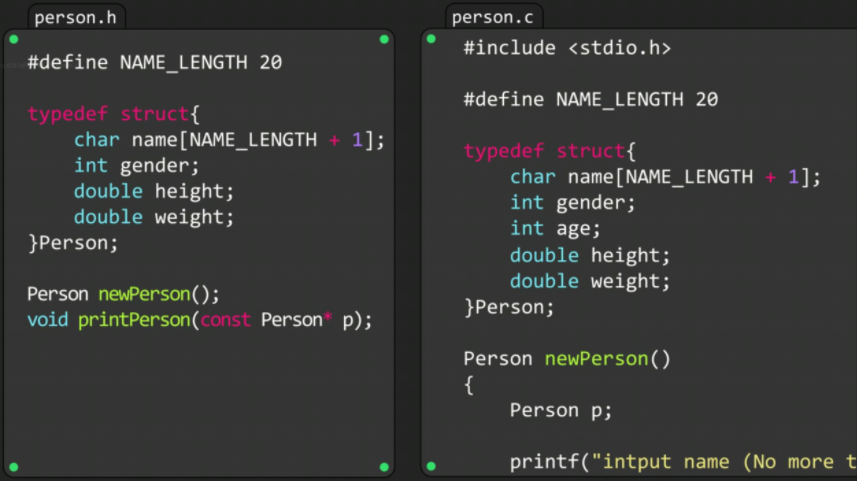 person.h
#define NAME_LENGTH 20
typedef struct{
char name[NAME_LENGTH + 1];
int gender;
double height;
double weight;
}Person;
Person newPerson();
void printPerson(const Person* p);
person.c
#include <stdio.h>
#define NAME_LENGTH 20
typedef struct{
char name[NAME_LENGTH + 1];
int gender;
int age;
double height;
double weight;
}Person;
Person newPerson()
{
Person p;
printf("intput name (No more t